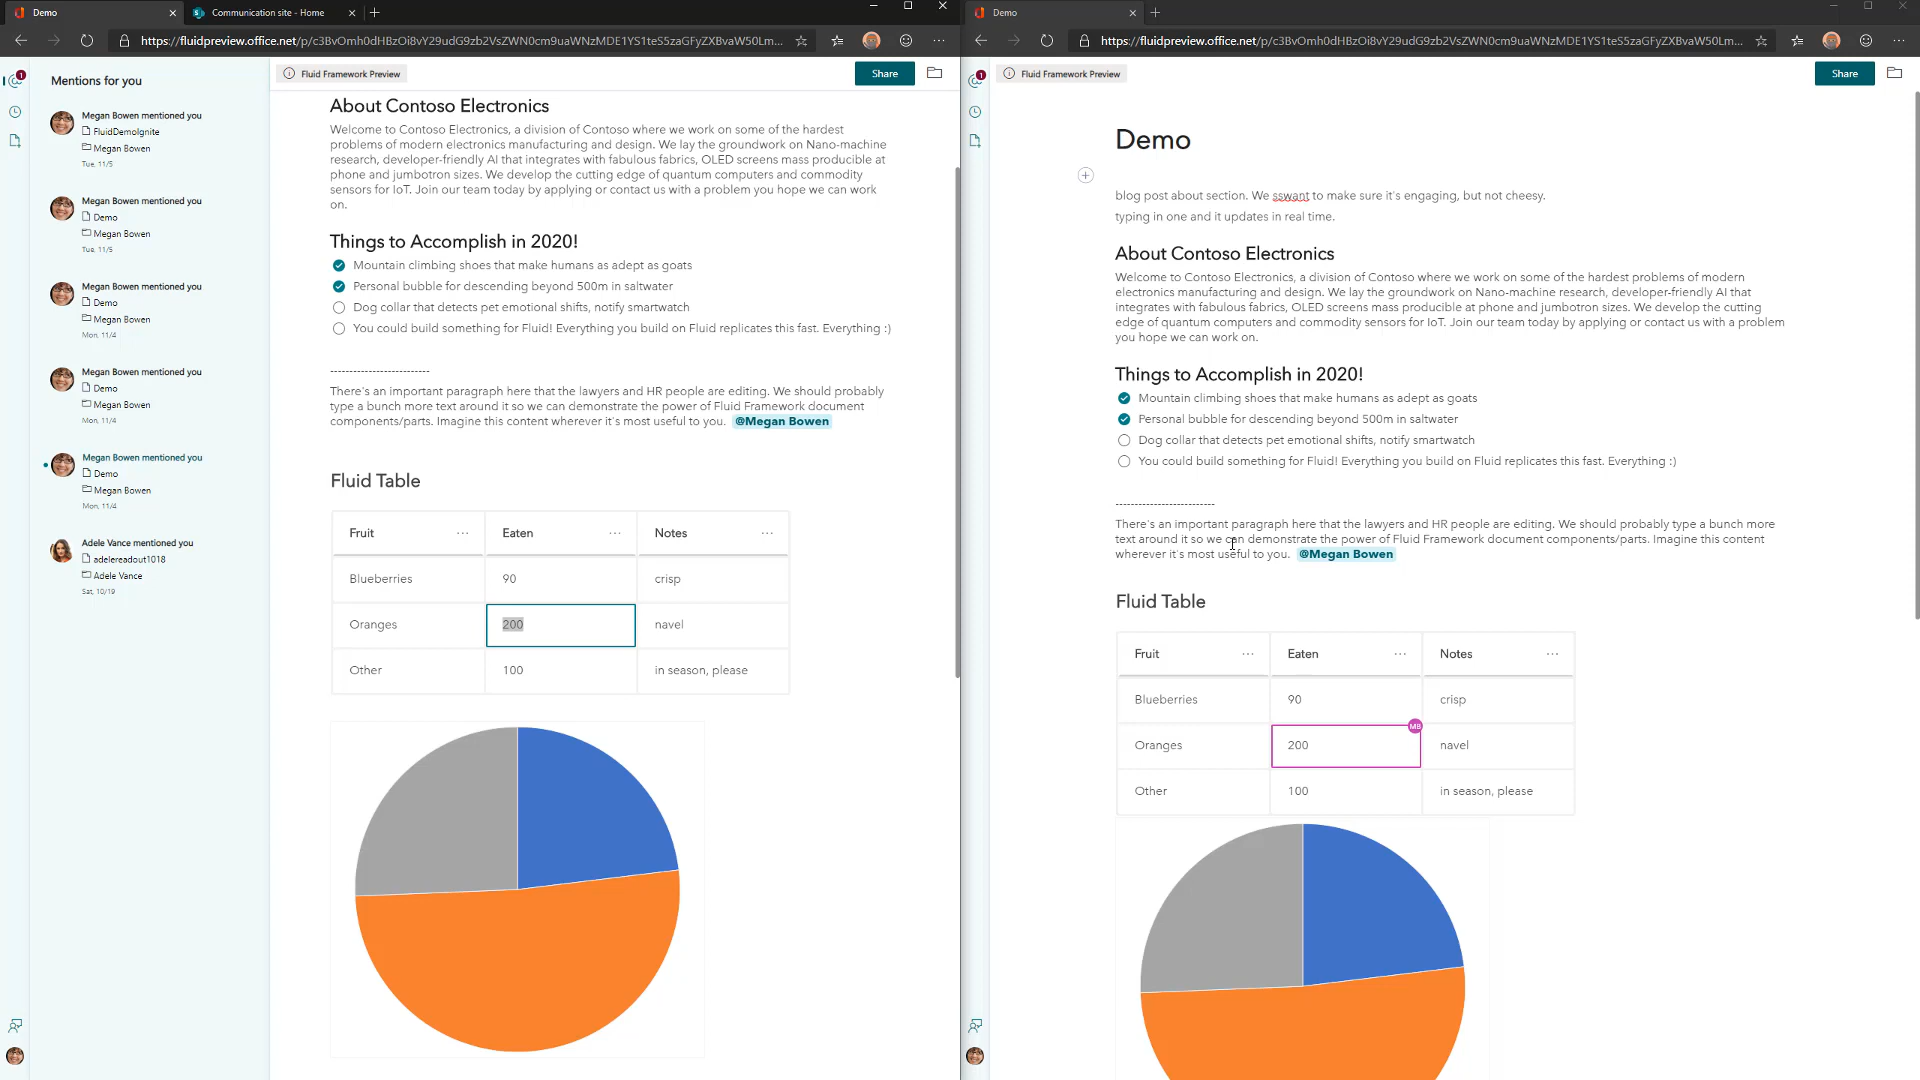 Demo
Communication site - Home
https://fluidpreview.office.net/p/c3BvOmh0dHBzOi8vY29udG9zb2VsZWN0cm9uaWNzMDE1YS1teS5zaGFyZXBvaW50Lm...
1
Mentions for you
Megan Bowen mentioned you
FluidDemoIgnite
Megan Bowen
Tue, 11/5
Megan Bowen mentioned you
Demo
Megan Bowen
Tue, 11/5
Megan Bowen mentioned you
Demo
Megan Bowen
Mon, 11/4
Megan Bowen mentioned you
Demo
Megan Bowen
Mon, 11/4
Megan Bowen mentioned you
Demo
Megan Bowen
Mon, 11/4
Adele Vance mentioned you
adelereadout1018
Adele Vance
Sat, 10/19
Fluid Framework Preview
Share
About Contoso Electronics
Welcome to Contoso Electronics, a division of Contoso where we work on some of the hardest
problems of modern electronics manufacturing and design. We lay the groundwork on Nano-machine
research, developer-friendly AI that integrates with fabulous fabrics, OLED screens mass producible at
phone and jumbotron sizes. We develop the cutting edge of quantum computers and commodity
sensors for IoT. Join our team today by applying or contact us with a problem you hope we can work
on.
Things to Accomplish in 2020!
Mountain climbing shoes that make humans as adept as goats
Personal bubble for descending beyond 500m in saltwater
Dog collar that detects pet emotional shifts, notify smartwatch
You could build something for Fluid! Everything you build on Fluid replicates this fast. Everything :)
--------------------------
There's an important paragraph here that the lawyers and HR people are editing. We should probably
type a bunch more text around it so we can demonstrate the power of Fluid Framework document
components/parts. Imagine this content wherever it's most useful to you. @Megan Bowen
Fluid Table
Fruit ... Eaten ... Notes ...
Blueberries 90 crisp
Oranges 200 navel
Other 100 in season, please
Demo
https://fluidpreview.office.net/p/c3BvOmh0dHBzOi8vY29udG9zb2VsZWN0cm9uaWNzMDE1YS1teS5zaGFyZXBvaW50Lm...
1
Fluid Framework Preview
Share
Demo
blog post about section. We sswant to make sure it's engaging, but not cheesy.
typing in one and it updates in real time.
About Contoso Electronics
Welcome to Contoso Electronics, a division of Contoso where we work on some of the hardest problems of modern
electronics manufacturing and design. We lay the groundwork on Nano-machine research, developer-friendly AI that
integrates with fabulous fabrics, OLED screens mass producible at phone and jumbotron sizes. We develop the cutting
edge of quantum computers and commodity sensors for IoT. Join our team today by applying or contact us with a problem
you hope we can work on.
Things to Accomplish in 2020!
Mountain climbing shoes that make humans as adept as goats
Personal bubble for descending beyond 500m in saltwater
Dog collar that detects pet emotional shifts, notify smartwatch
You could build something for Fluid! Everything you build on Fluid replicates this fast. Everything :)
--------------------------
There's an important paragraph here that the lawyers and HR people are editing. We should probably type a bunch more
text around it so we can demonstrate the power of Fluid Framework document components/parts. Imagine this content
wherever it's most useful to you. @Megan Bowen
Fluid Table
Fruit ... Eaten ... Notes ...
Blueberries 90 crisp
MB
Oranges 200 navel
Other 100 in season, please